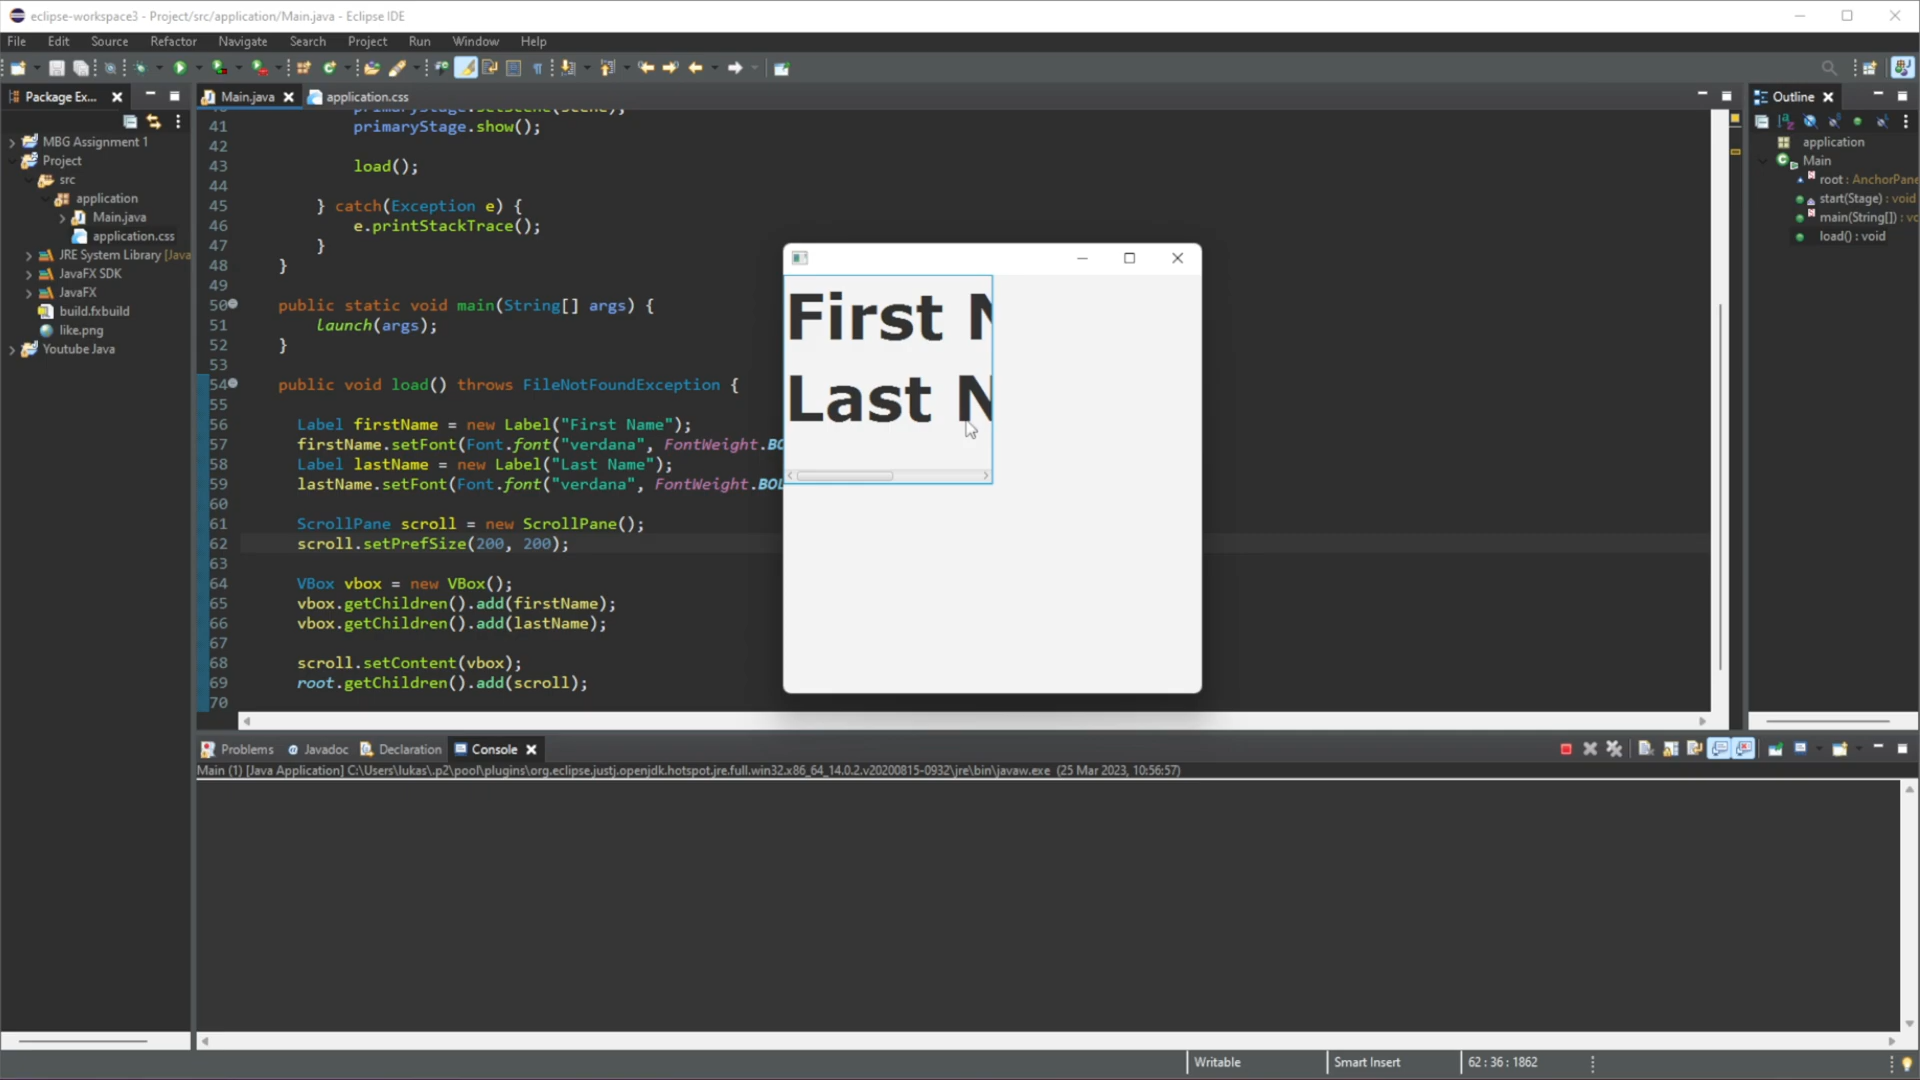 eclipse-workspace3 - Project/src/application/Main.java - Eclipse IDE
File Edit Source Refactor Navigate Search Project Run Window Help
Package Ex...
Main.java
application.css
Outline
MBG Assignment 1
Project
src
application
Main.java
application.css
JRE System Library [Java
JavaFX SDK
JavaFX
build.fxbuild
like.png
Youtube Java
41 primaryStage.show();
42
43 load();
44
45 } catch(Exception e) {
46 e.printStackTrace();
47 }
48 }
49
50 public static void main(String[] args) {
51 launch(args);
52 }
53
54 public void load() throws FileNotFoundException {
55
56 Label firstName = new Label("First Name");
57 firstName.setFont(Font.font("verdana", FontWeight.BO
58 Label lastName = new Label("Last Name");
59 lastName.setFont(Font.font("verdana", FontWeight.BOL
60
61 ScrollPane scroll = new ScrollPane();
62 scroll.setPrefSize(200, 200);
63
64 VBox vbox = new VBox();
65 vbox.getChildren().add(firstName);
66 vbox.getChildren().add(lastName);
67
68 scroll.setContent(vbox);
69 root.getChildren().add(scroll);
70
First N
Last N
application
Main
root : AnchorPane
start(Stage) : void
main(String[]) : vo
load() : void
Problems Javadoc Declaration Console
Main (1) [Java Application] C:\Users\lukas\.p2\pool\plugins\org.eclipse.justj.openjdk.hotspot.jre.full.win32.x86_64_14.0.2.v20200815-0932\jre\bin\javaw.exe (25 Mar 2023, 10:56:57)
Writable Smart Insert 62 : 36 : 1862